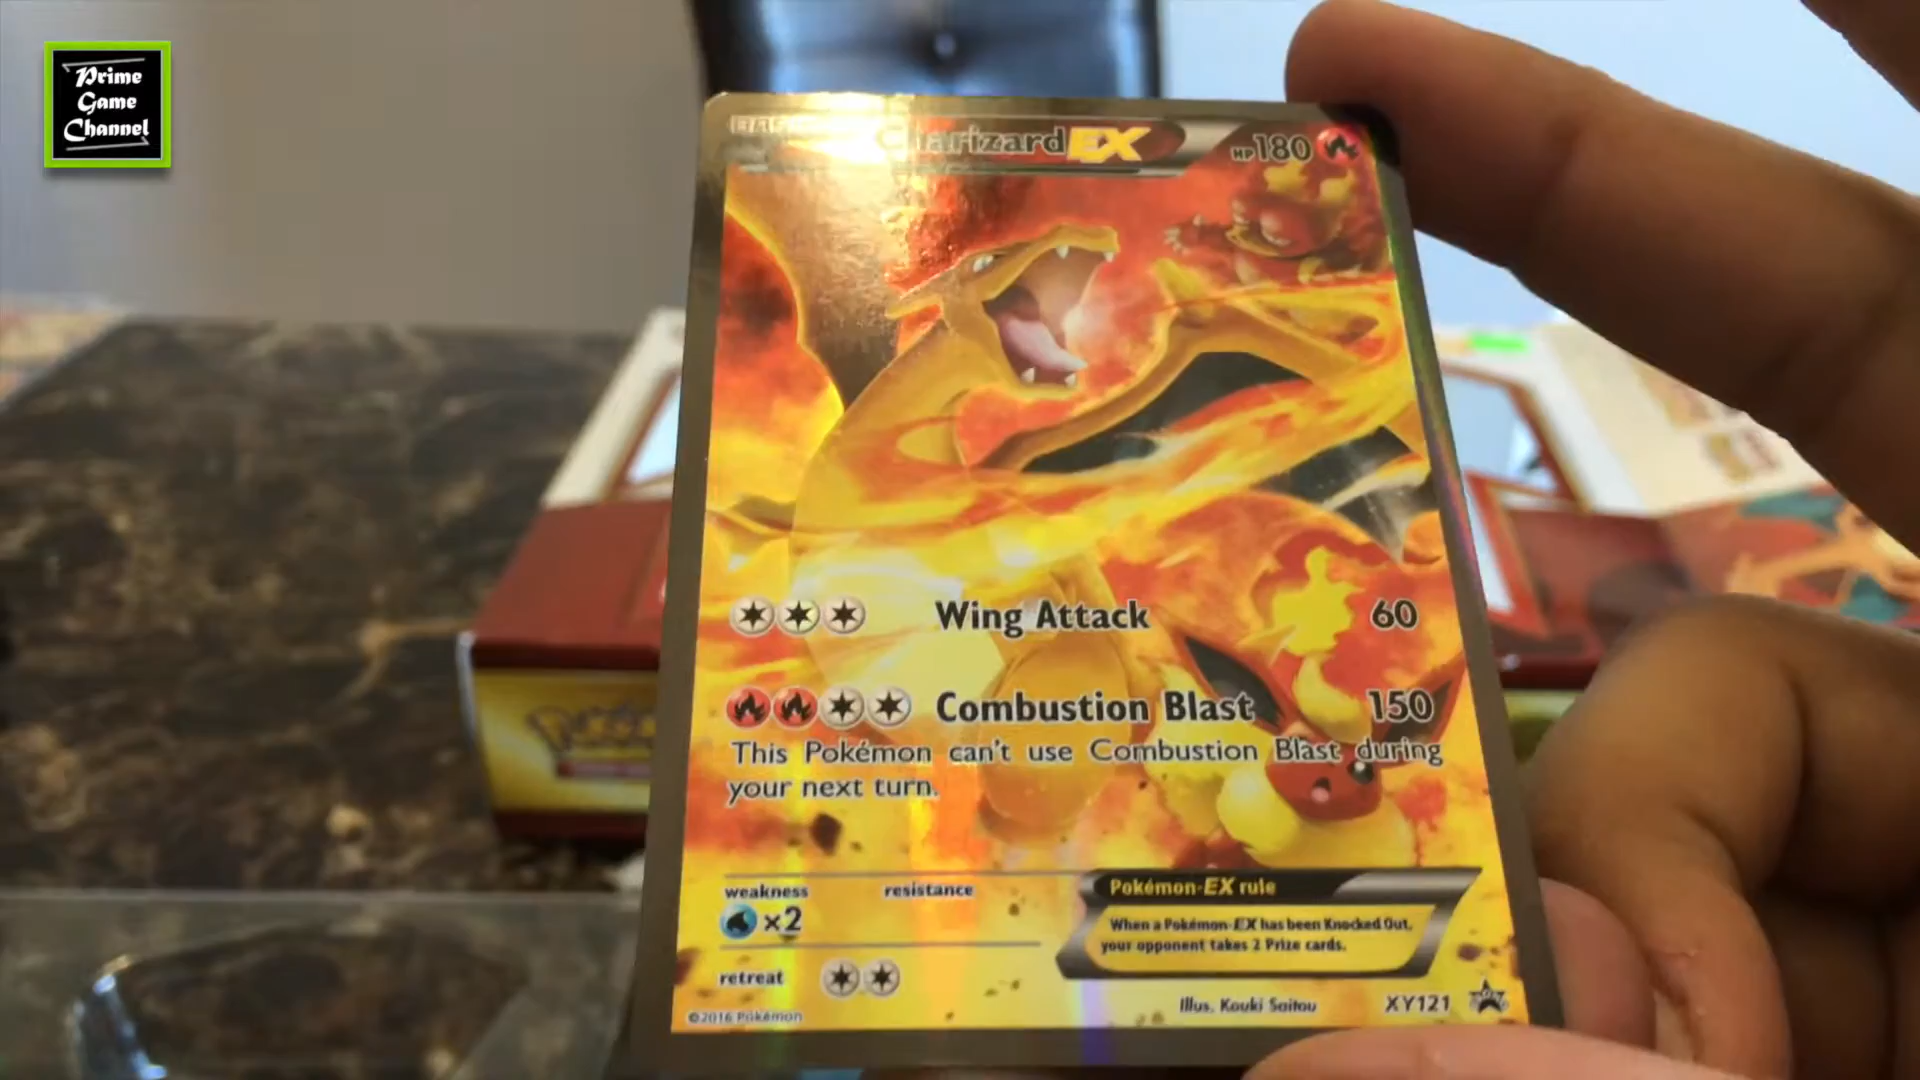 Prime
Game
Channel
BASIC
Charizard EX
HP180
Wing Attack 60
Combustion Blast 150
This Pokémon can't use Combustion Blast during
your next turn.
weakness resistance
×2
Pokémon-EX rule
When a Pokémon-EX has been Knocked Out,
your opponent takes 2 Prize cards.
retreat
©2016 Pokémon
Illus. Kouki Saitou
XY121